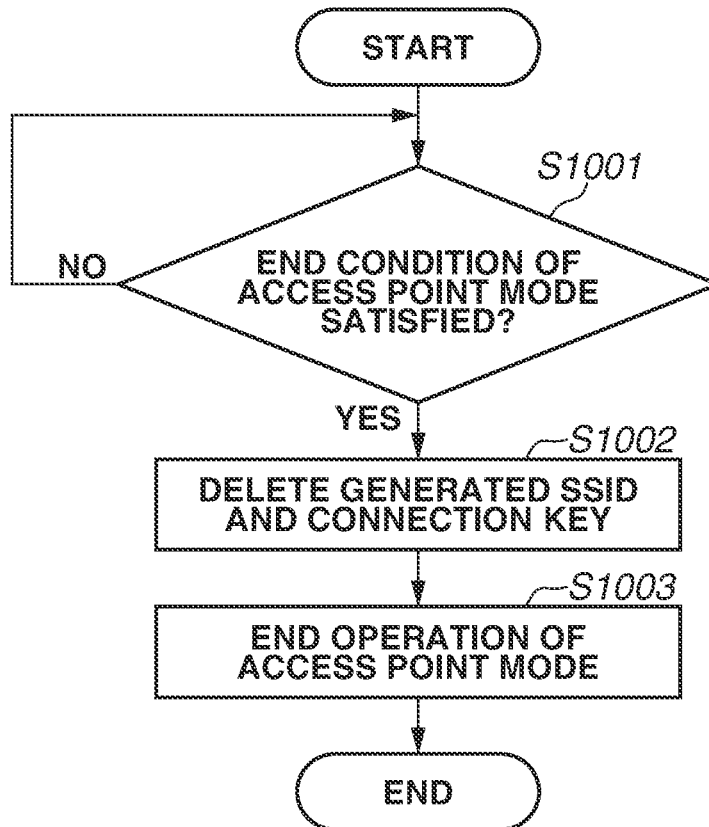 START
S1001
END CONDITION OF
ACCESS POINT MODE
SATISFIED?
NO
YES
S1002
DELETE GENERATED SSID
AND CONNECTION KEY
S1003
END OPERATION OF
ACCESS POINT MODE
END